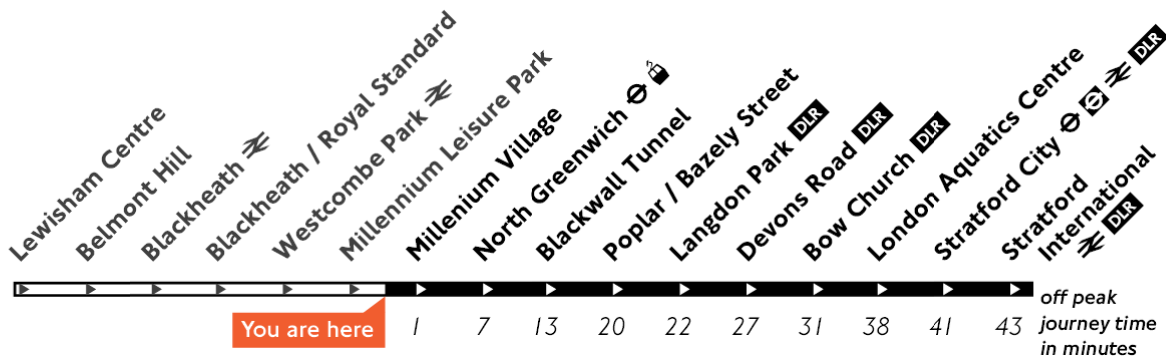 Lewisham Centre
Belmont Hill
Blackheath
Blackheath / Royal Standard
Westcombe Park
Millennium Leisure Park
Millenium Village
North Greenwich
Blackwall Tunnel
Poplar / Bazely Street
Langdon Park DLR
Devons Road DLR
Bow Church DLR
London Aquatics Centre
Stratford City DLR
Stratford
International
DLR
You are here
1 7 13 20 22 27 31 38 41 43
off peak
journey time
in minutes